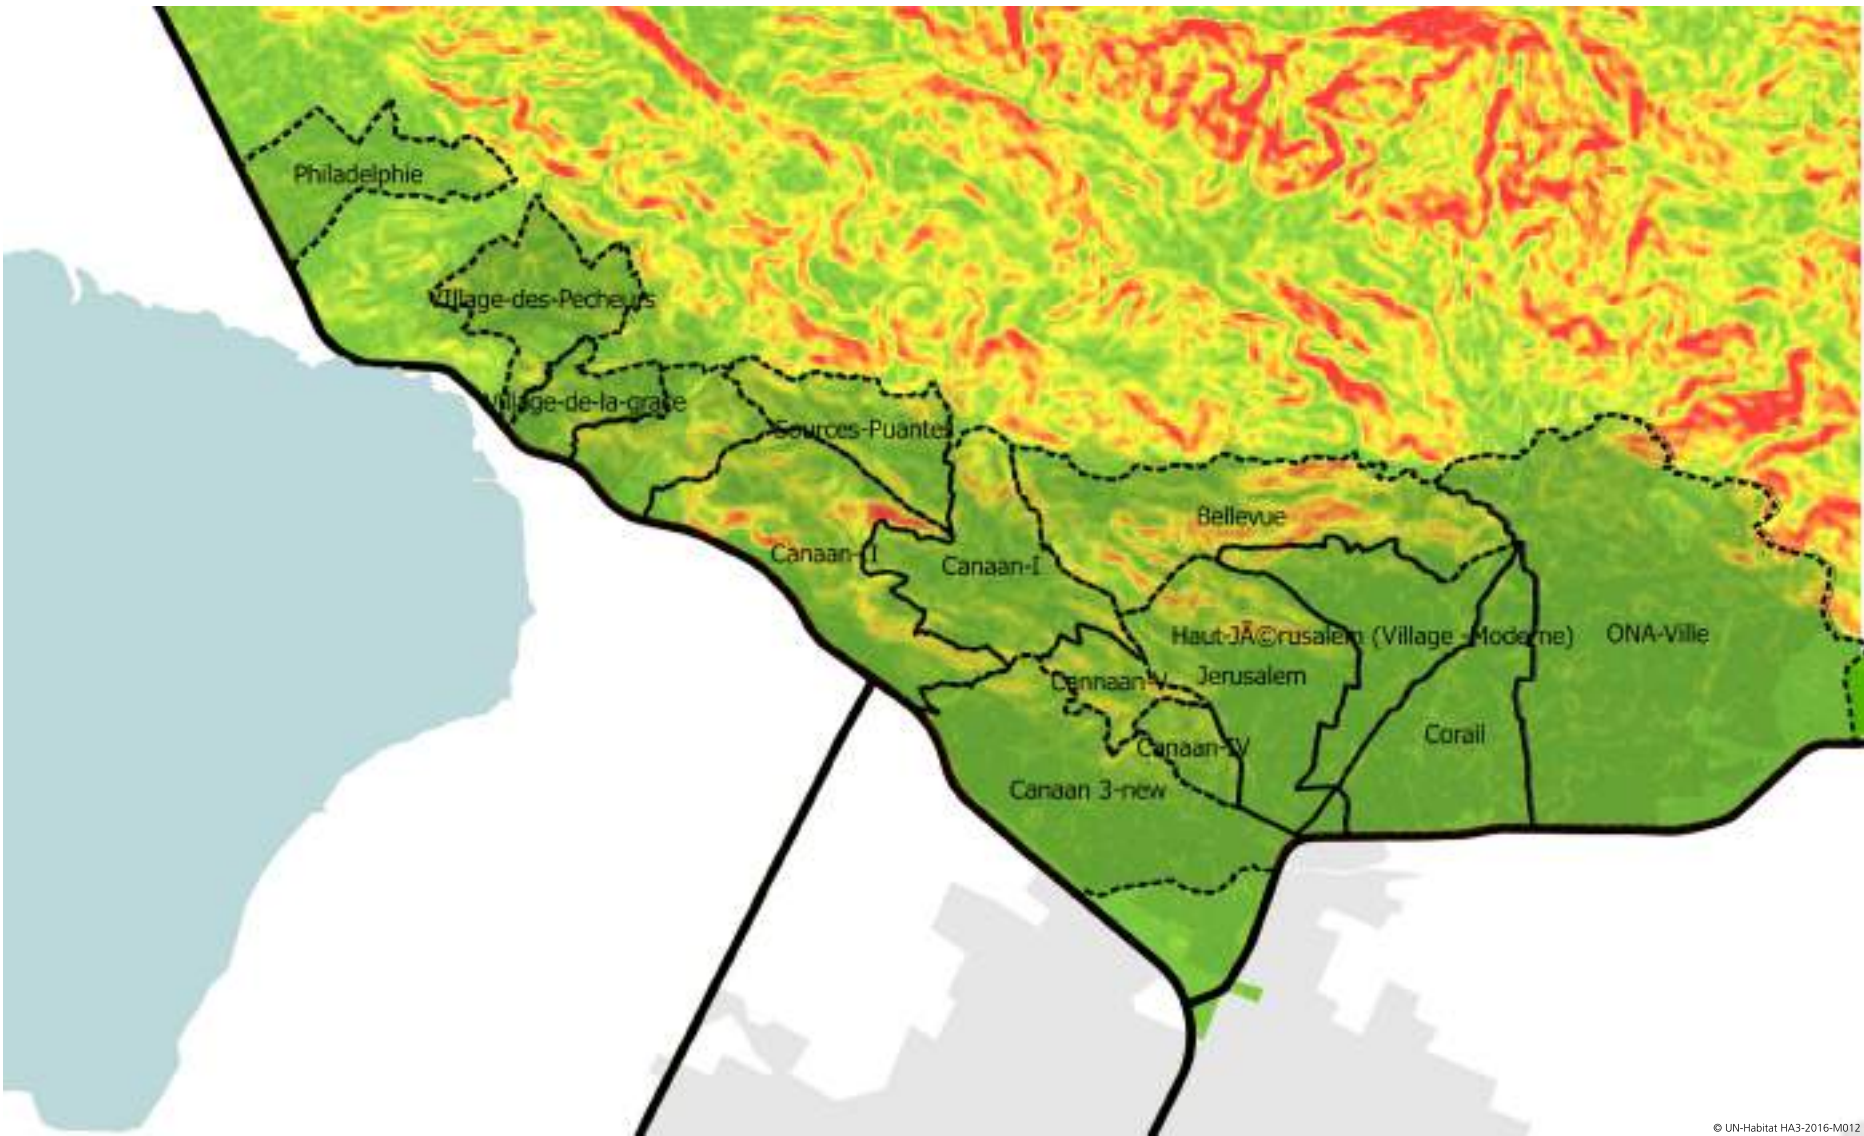 Philadelphie
Village-des-Pecheurs
Village-de-la-grace
Sources-Puantes
Bellevue
Canaan-II
Canaan-I
Haut-JÃ©rusalem (Village -Moderne)
ONA-Ville
Jerusalem
Cannaan-V
Corail
Canaan-IV
Canaan 3-new
© UN-Habitat HA3-2016-M012